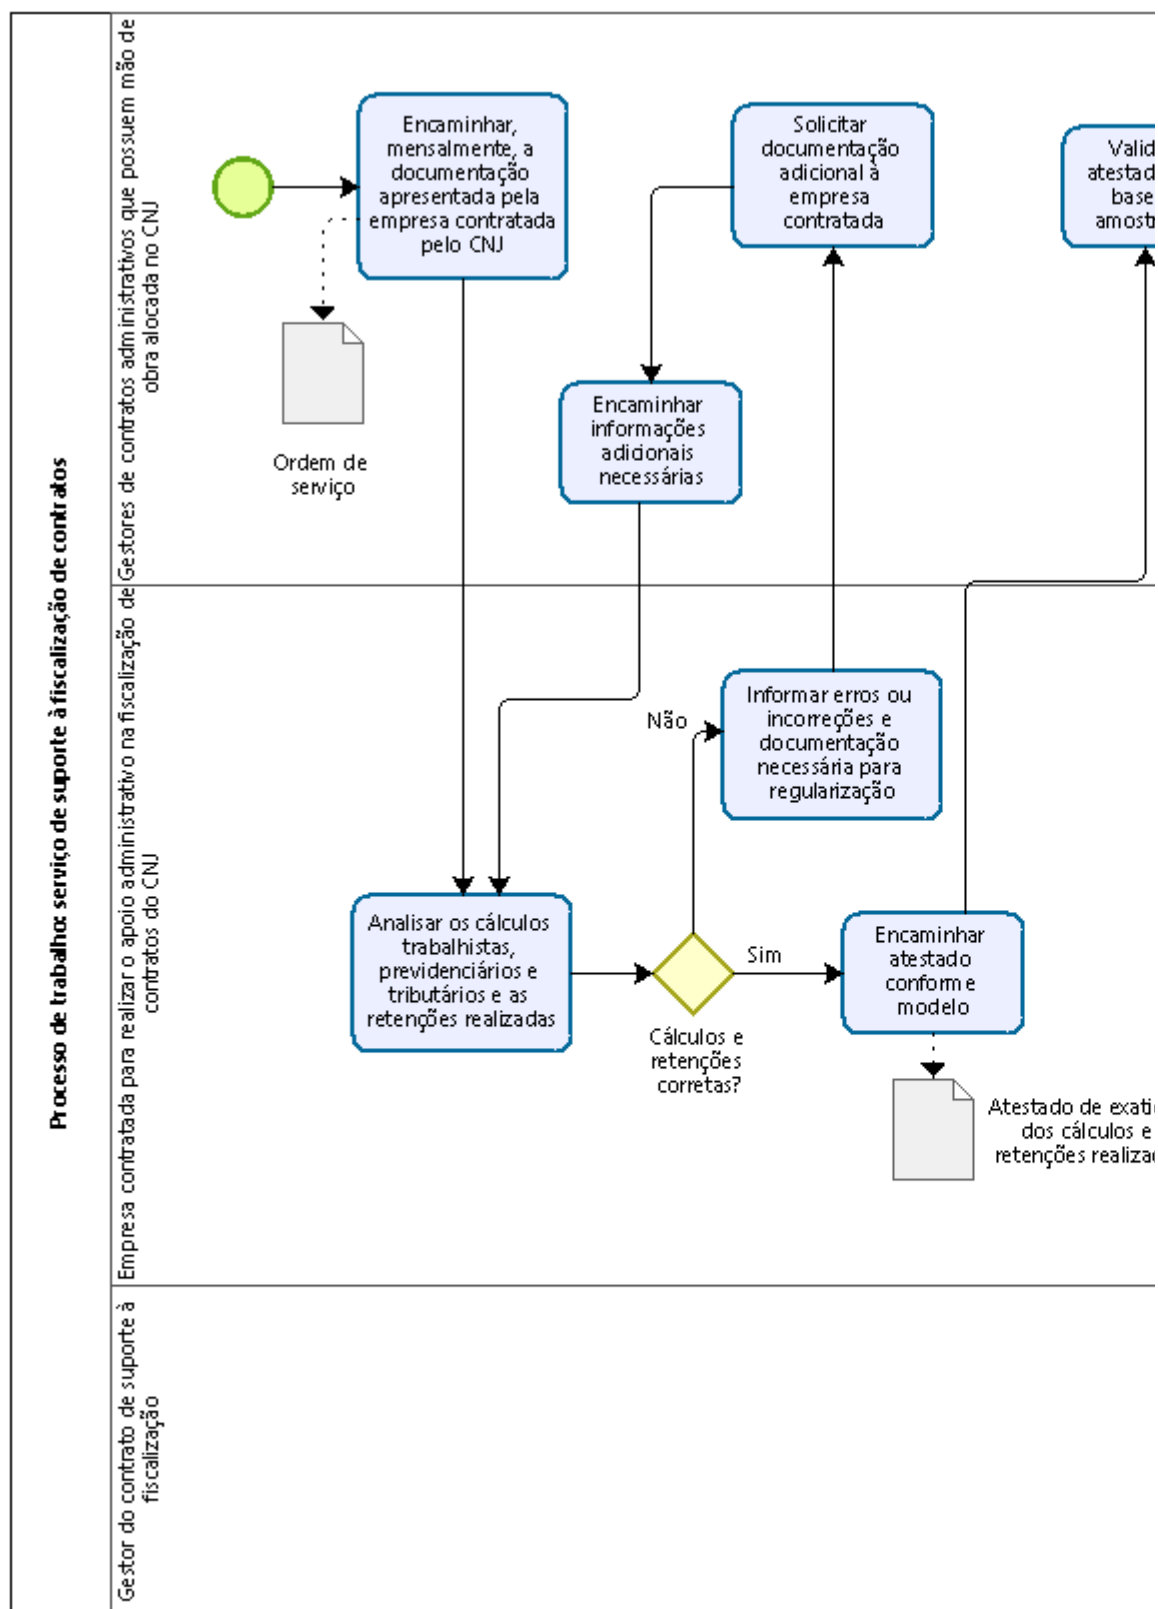 Processo de trabalho: serviço de suporte à fiscalização de contratos
Gestores de contratos administrativos que possuem mão de
obra alocada no CNJ
Encaminhar,
mensalmente, a
documentação
apresentada pela
empresa contratada
pelo CNJ
Ordem de
serviço
Solicitar
documentação
adicional à
empresa
contratada
Encaminhar
informações
adicionais
necessárias
base
Empresa contratada para realizar o apoio administrativo na fiscalização de
contratos do CNJ
Informar erros ou
incorreções e
documentação
necessária para
regularização
Não
Analisar os cálculos
trabalhistas,
previdenciários e
tributários e as
retenções realizadas
Cálculos e
retenções
corretas?
Sim
Encaminhar
atestado
conforme
modelo
Atestado de
dos cálculos e
retenções
Gestor do contrato de suporte à
fiscalização